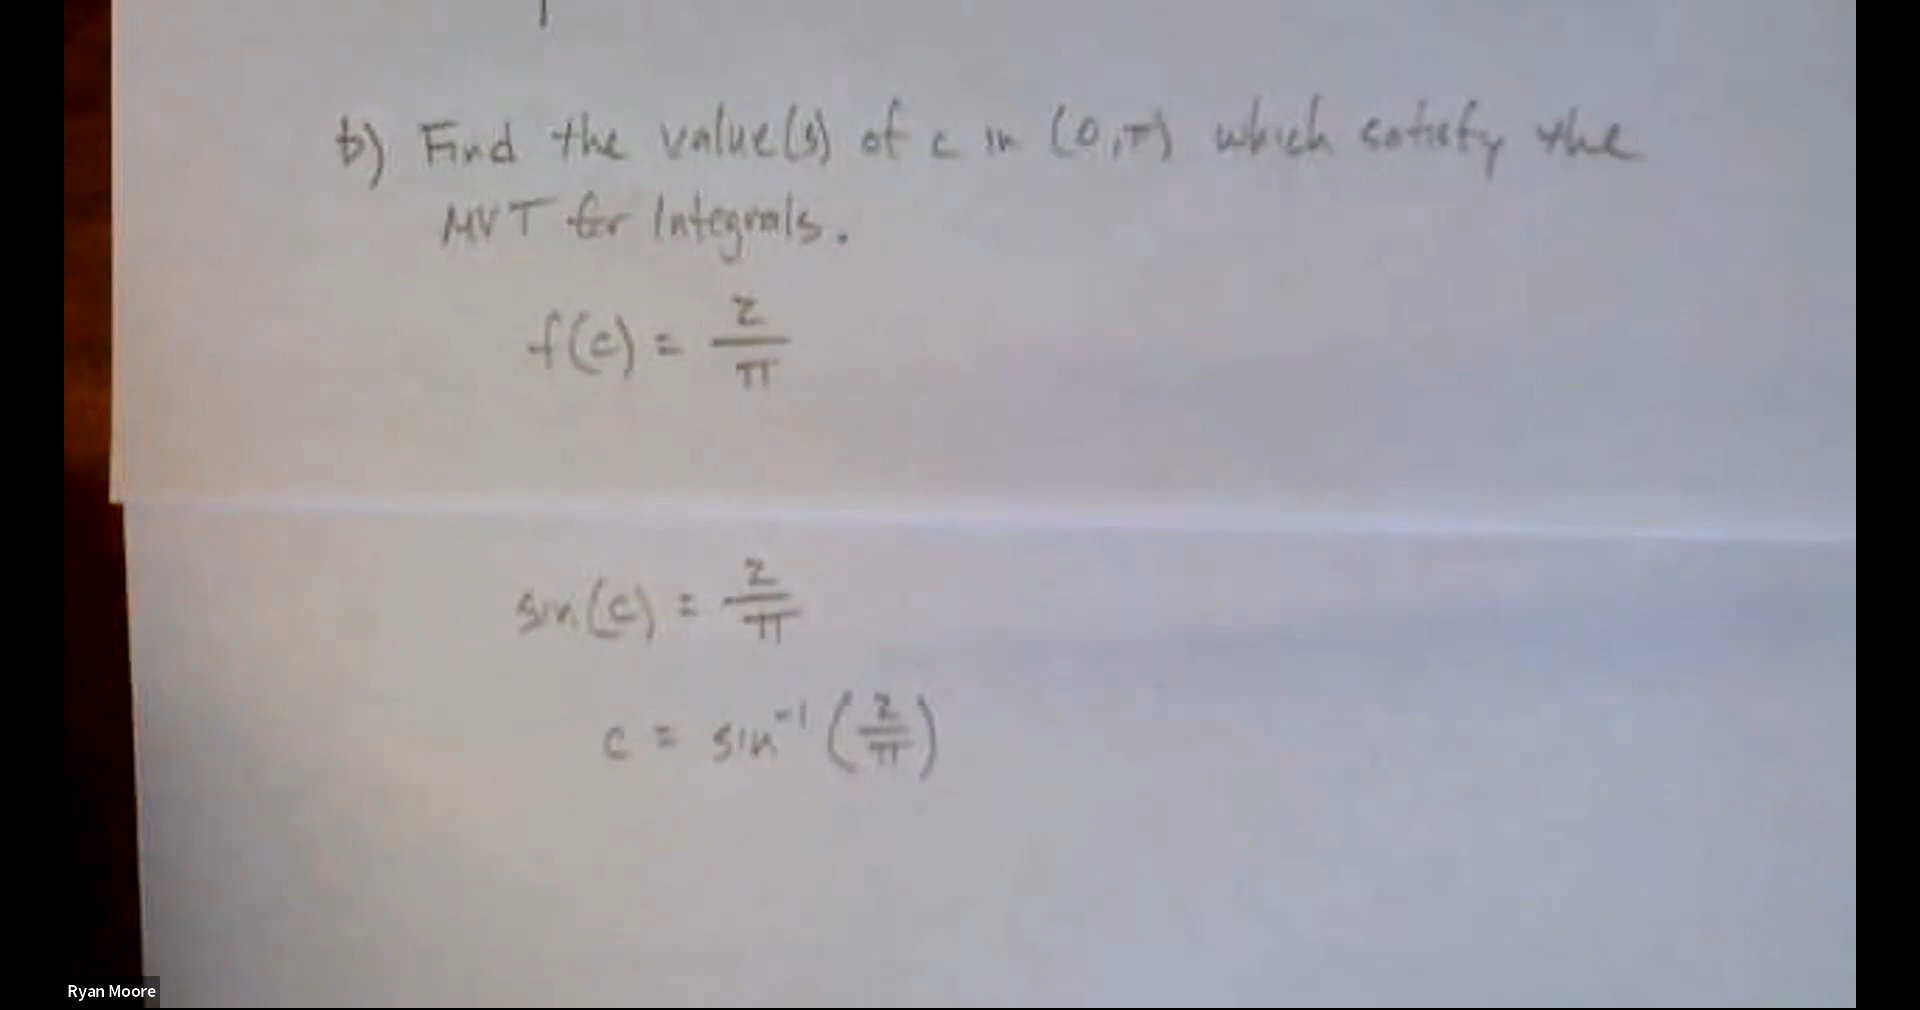 b) Find the value(s) of c in (0,π) which satisfy the
MVT for Integrals.
f(c) = 2/π
sin(c) = 2/π
c = sin⁻¹(2/π)
Ryan Moore